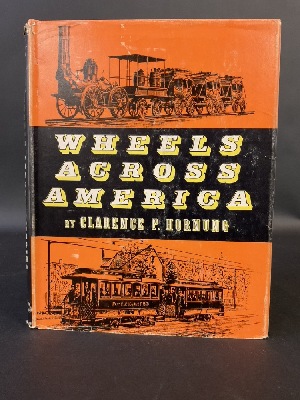 WHEELS
ACROSS
AMERICA
BY CLARENCE P. HORNUNG